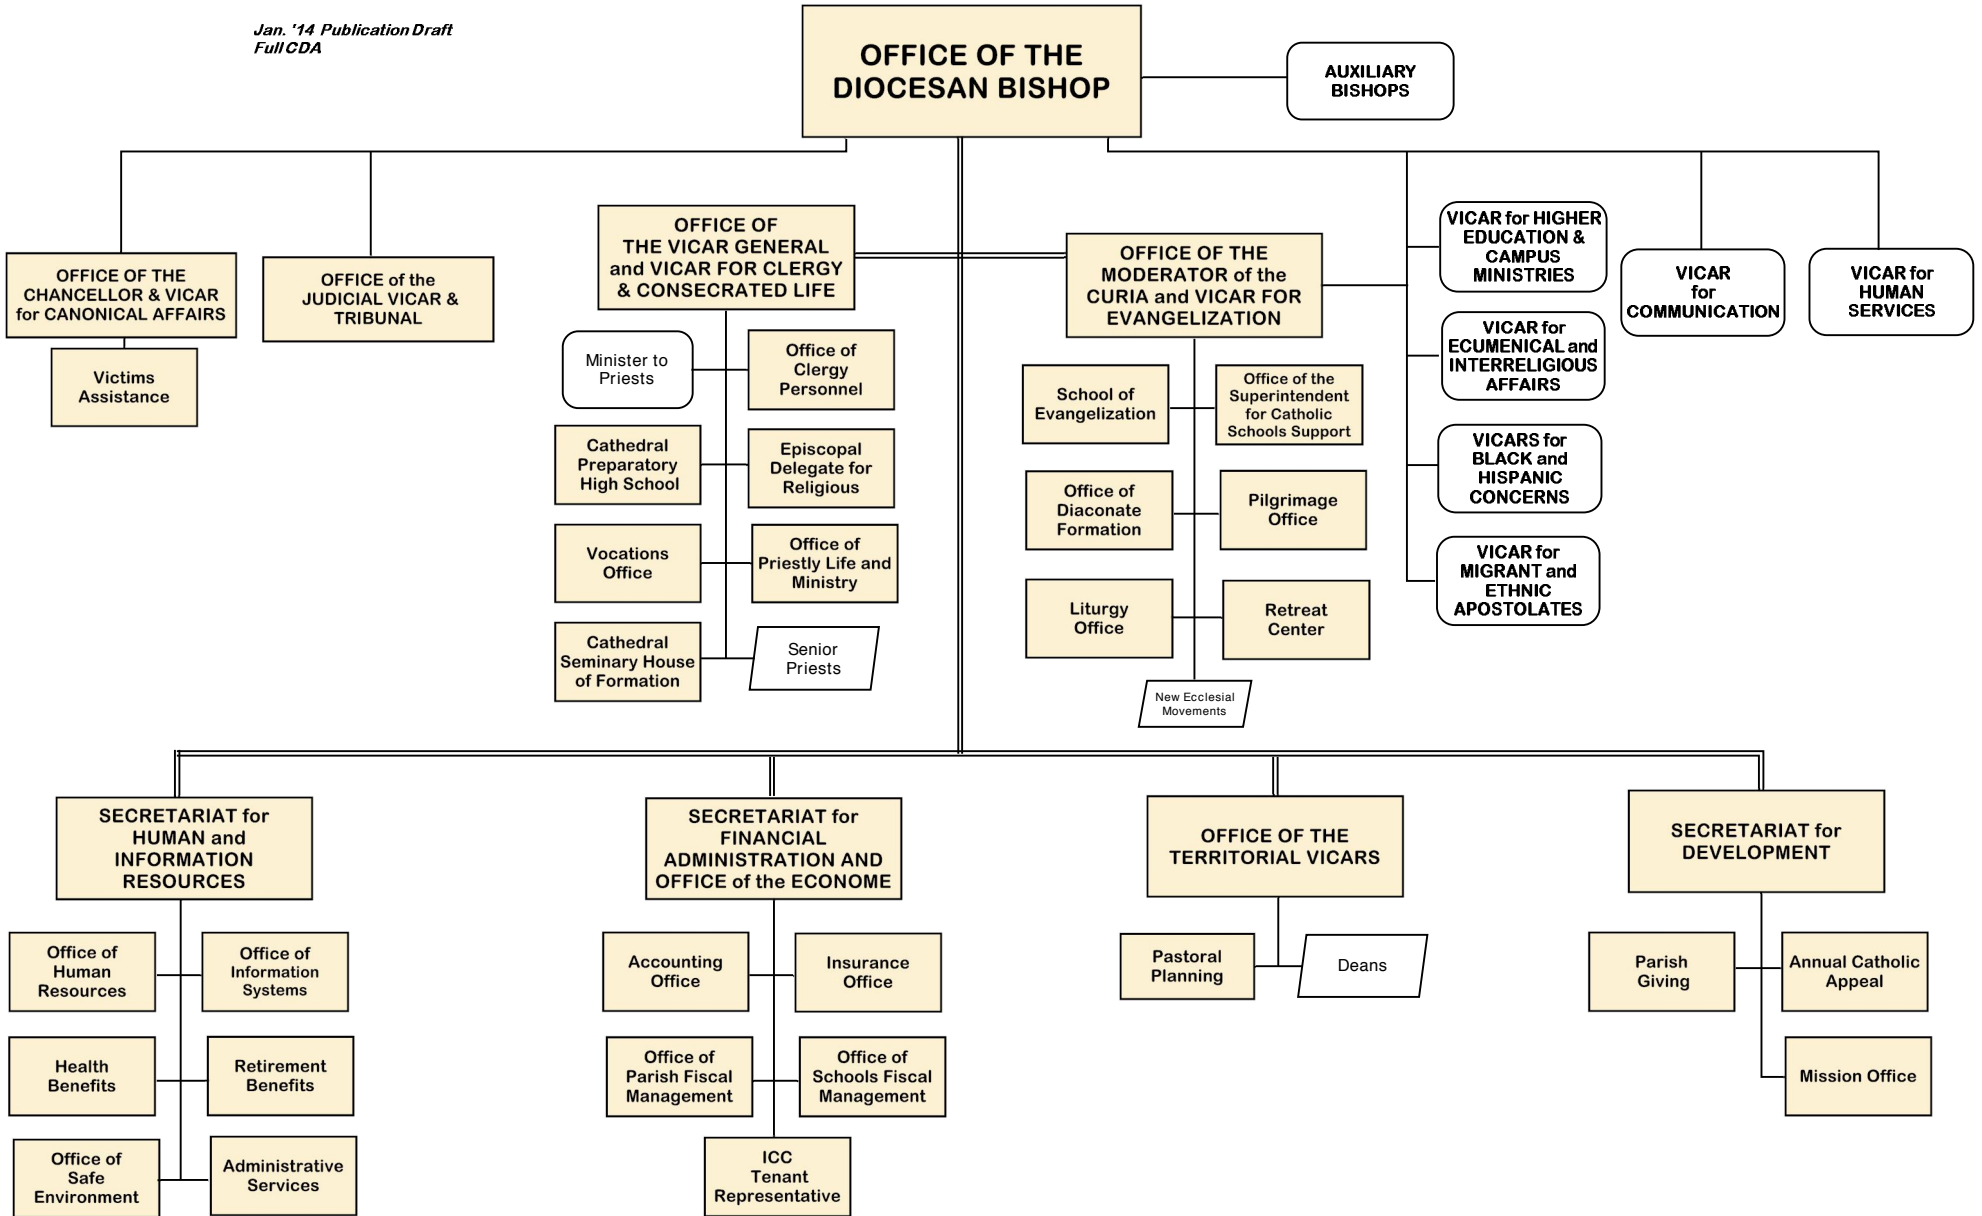 Jan. '14 Publication Draft
Full CDA
OFFICE OF THE
DIOCESAN BISHOP
AUXILIARY
BISHOPS
OFFICE OF THE
CHANCELLOR & VICAR
for CANONICAL AFFAIRS
Victims
Assistance
OFFICE of the
JUDICIAL VICAR &
TRIBUNAL
OFFICE OF
THE VICAR GENERAL
and VICAR FOR CLERGY
& CONSECRATED LIFE
Minister to
Priests
Office of
Clergy
Personnel
Cathedral
Preparatory
High School
Episcopal
Delegate for
Religious
Vocations
Office
Office of
Priestly Life and
Ministry
Cathedral
Seminary House
of Formation
Senior
Priests
OFFICE OF THE
MODERATOR of the
CURIA and VICAR FOR
EVANGELIZATION
School of
Evangelization
Office of the
Superintendent
for Catholic
Schools Support
Office of
Diaconate
Formation
Pilgrimage
Office
Liturgy
Office
Retreat
Center
New Ecclesial
Movements
VICAR for HIGHER
EDUCATION &
CAMPUS
MINISTRIES
VICAR for
ECUMENICAL and
INTERRELIGIOUS
AFFAIRS
VICARS for
BLACK and
HISPANIC
CONCERNS
VICAR for
MIGRANT and
ETHNIC
APOSTOLATES
VICAR
for
COMMUNICATION
VICAR for
HUMAN
SERVICES
SECRETARIAT for
HUMAN and
INFORMATION
RESOURCES
Office of
Human
Resources
Office of
Information
Systems
Health
Benefits
Retirement
Benefits
Office of
Safe
Environment
Administrative
Services
SECRETARIAT for
FINANCIAL
ADMINISTRATION AND
OFFICE of the ECONOME
Accounting
Office
Insurance
Office
Office of
Parish Fiscal
Management
Office of
Schools Fiscal
Management
ICC
Tenant
Representative
OFFICE OF THE
TERRITORIAL VICARS
Pastoral
Planning
Deans
SECRETARIAT for
DEVELOPMENT
Parish
Giving
Annual Catholic
Appeal
Mission Office